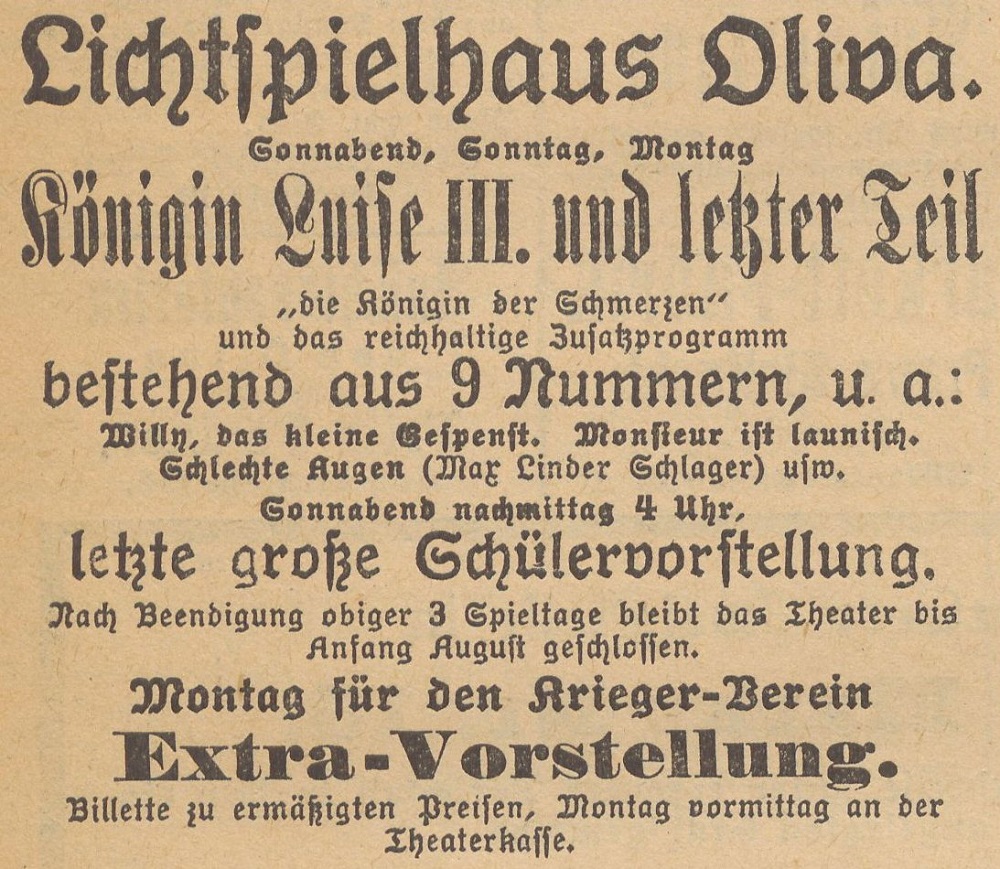 Lichtspielhaus Oliva.
Sonnabend, Sonntag, Montag
Königin Luise III. und letzter Teil
„die Königin der Schmerzen“
und das reichhaltige Zusatzprogramm
bestehend aus 9 Nummern, u. a.:
Willy, das kleine Gespenst. Monsieur ist launisch.
Schlechte Augen (Max Linder Schlager) usw.
Sonnabend nachmittag 4 Uhr,
letzte große Schülervorstellung.
Nach Beendigung obiger 3 Spieltage bleibt das Theater bis
Anfang August geschlossen.
Montag für den Krieger-Verein
Extra-Vorstellung.
Billette zu ermäßigten Preisen, Montag vormittag an der
Theaterkasse.